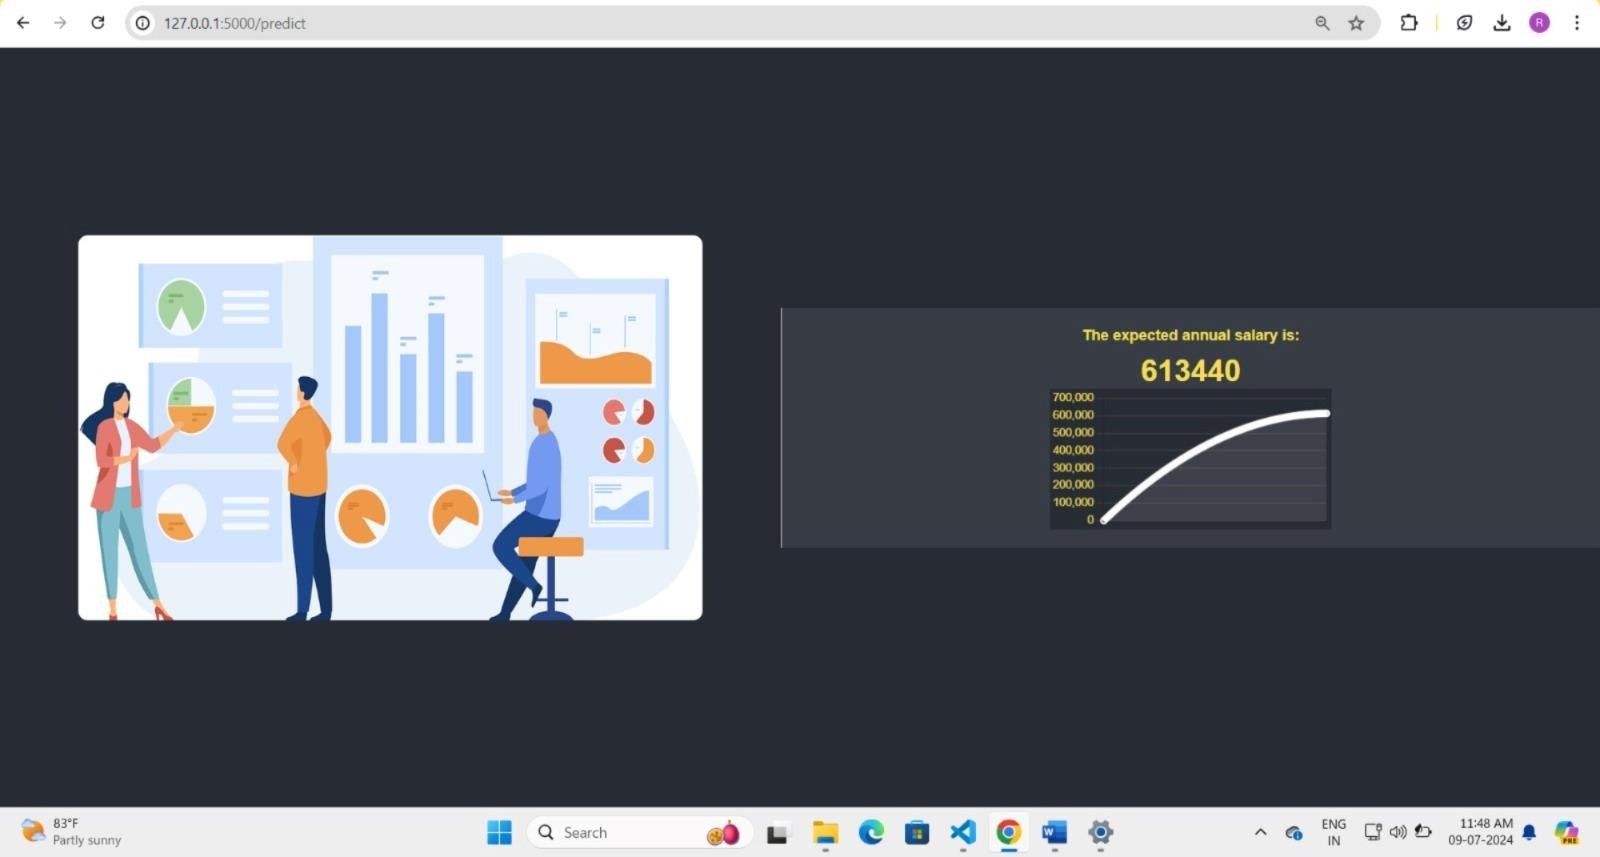 127.0.0.1:5000/predict
R
The expected annual salary is:
613440
700,000
600,000
500,000
400,000
300,000
200,000
100,000
0
83°F
Partly sunny
Search
W
ENG
IN
11:48 AM
09-07-2024
PRE